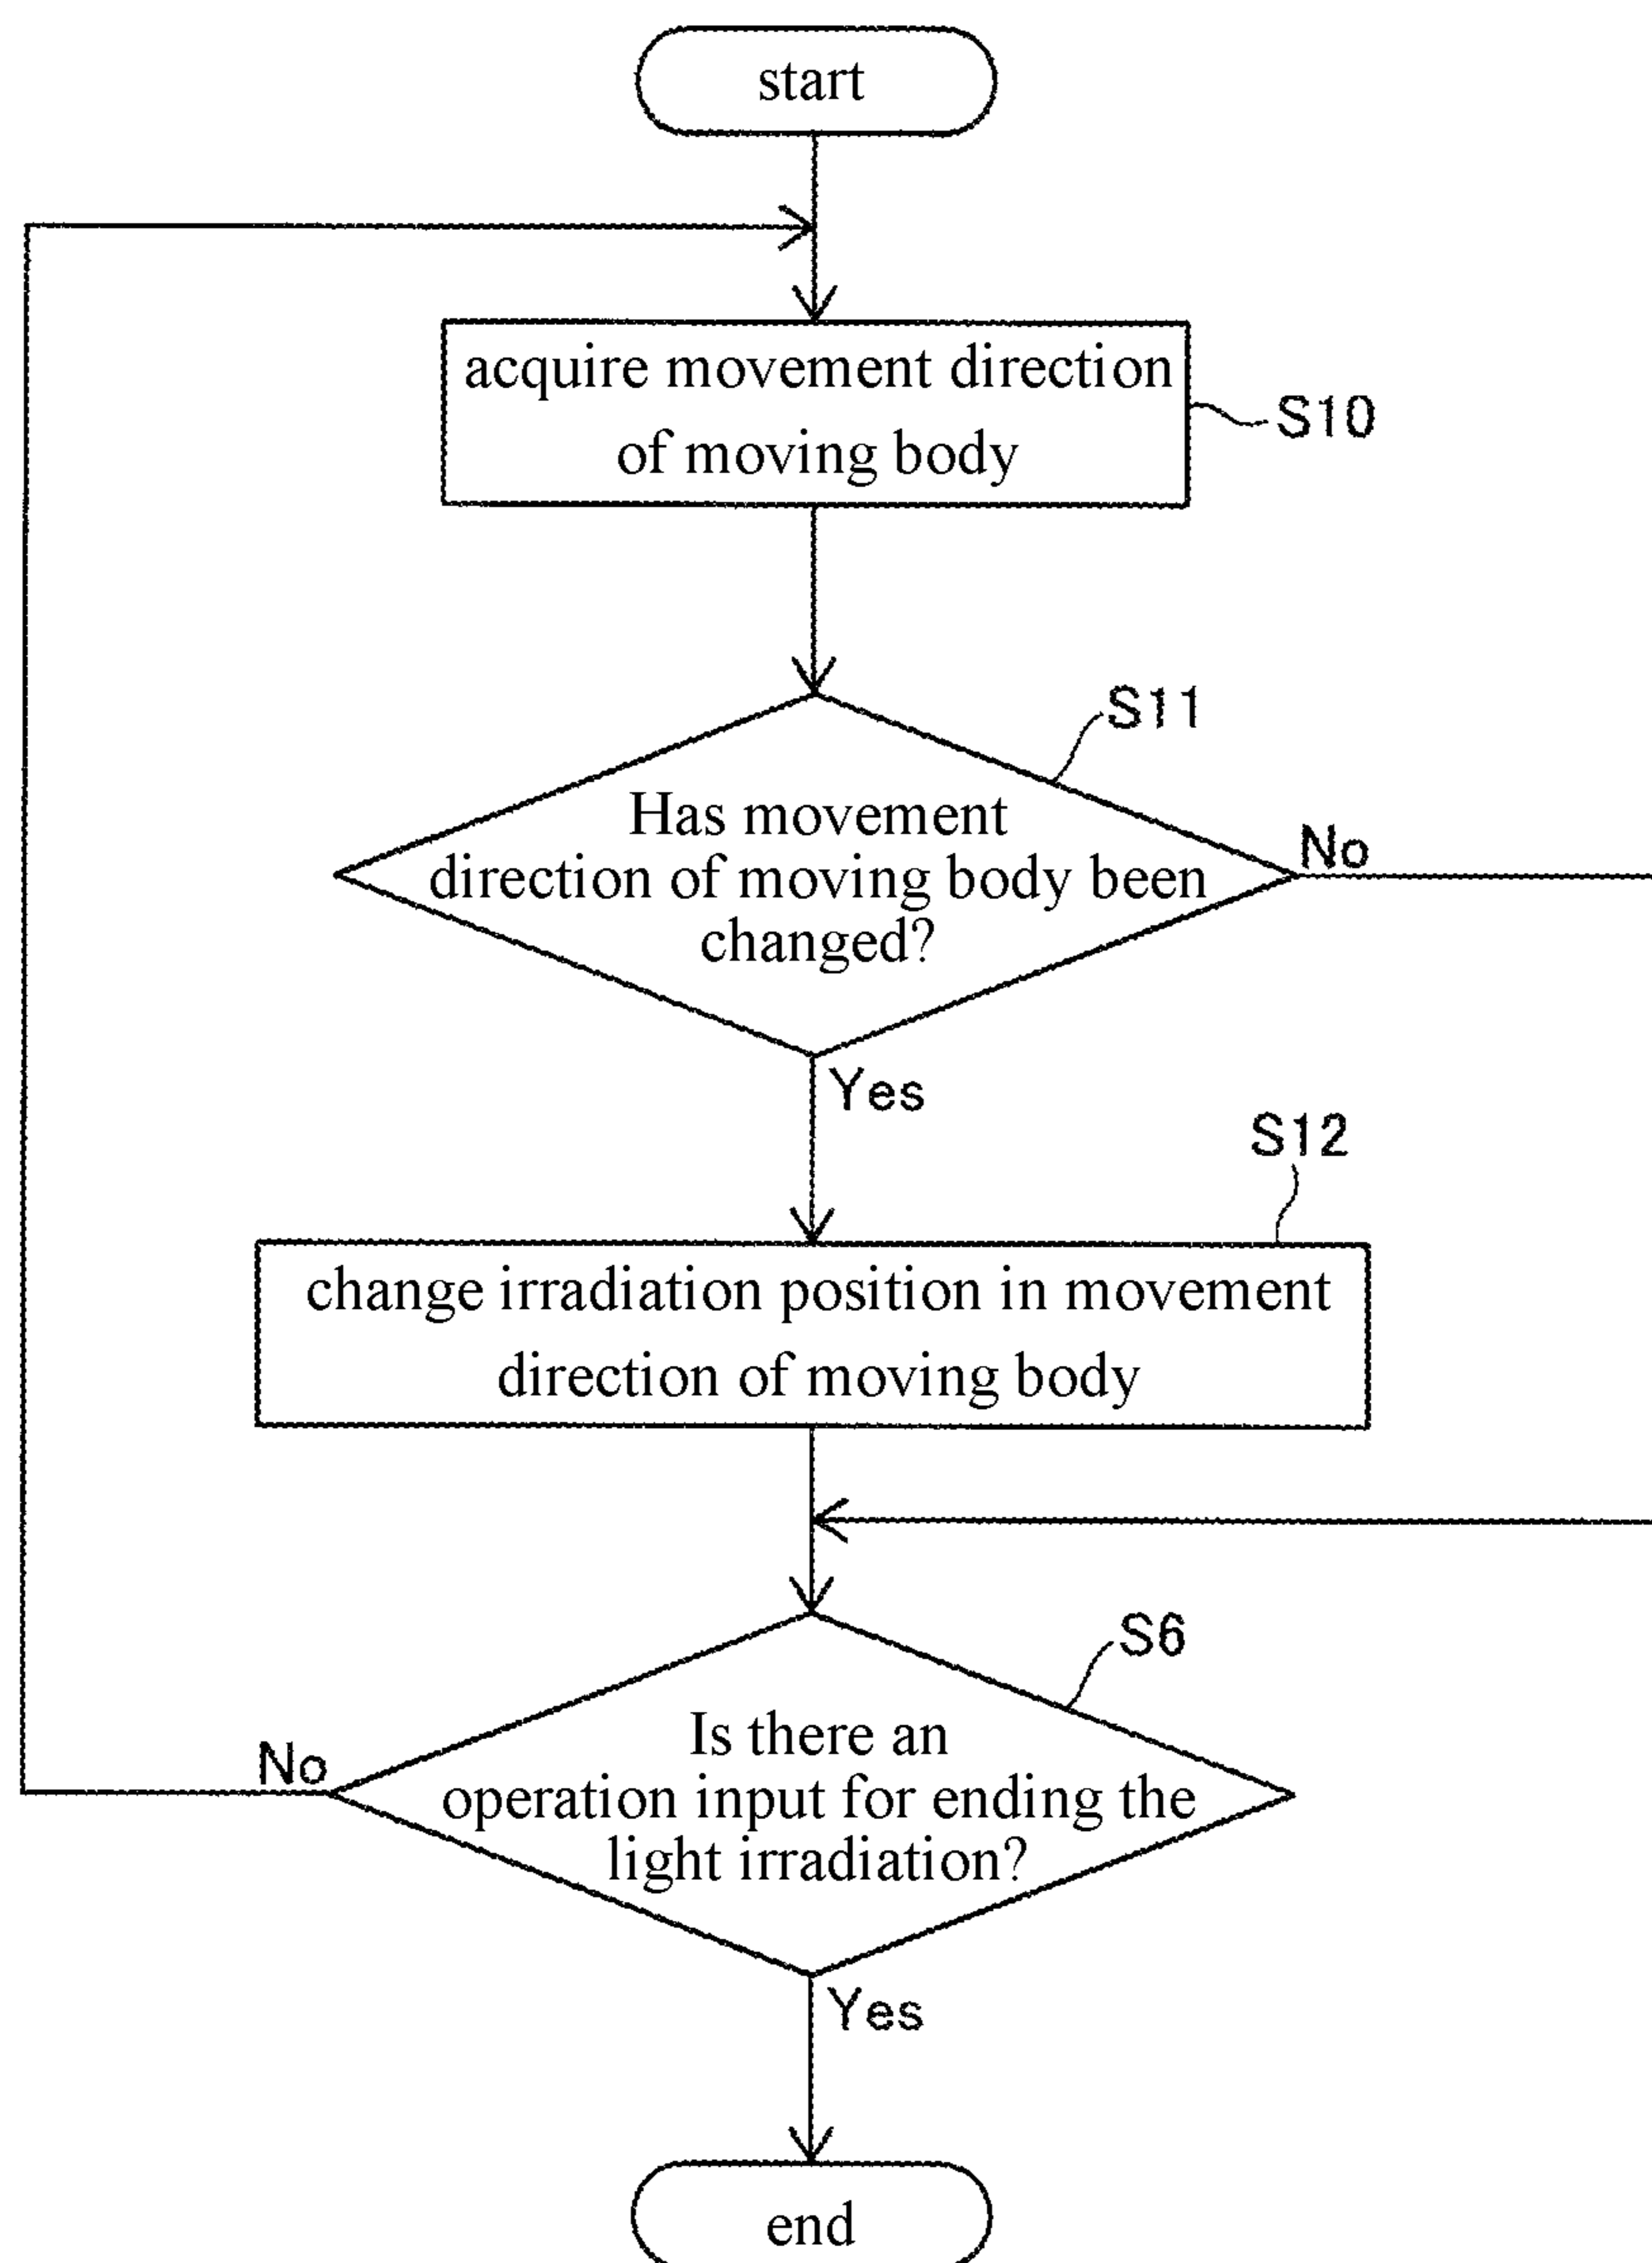 start
acquire movement direction
of moving body
S10
S11
Has movement
direction of moving body been
changed?
No
Yes
S12
change irradiation position in movement
direction of moving body
S6
Is there an
operation input for ending the
light irradiation?
No
Yes
end